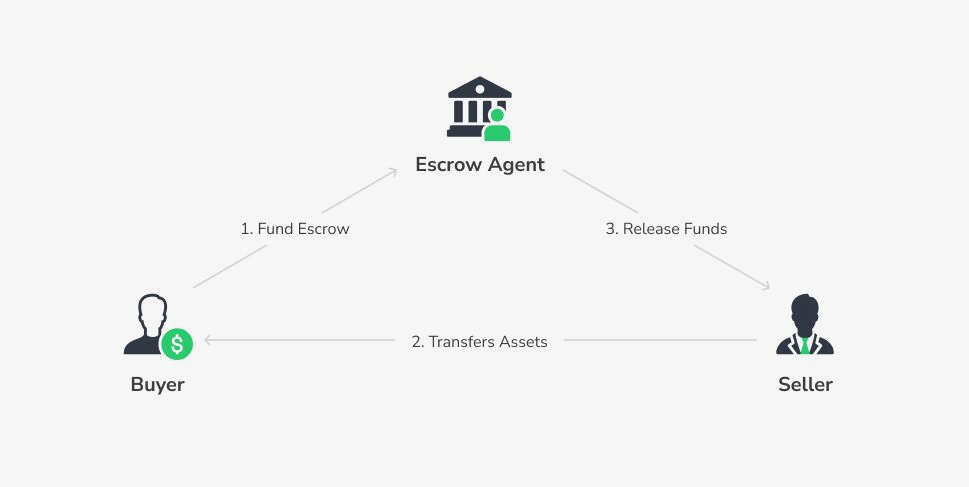 Escrow Agent
1. Fund Escrow
3. Release Funds
$
2. Transfers Assets
Buyer
Seller